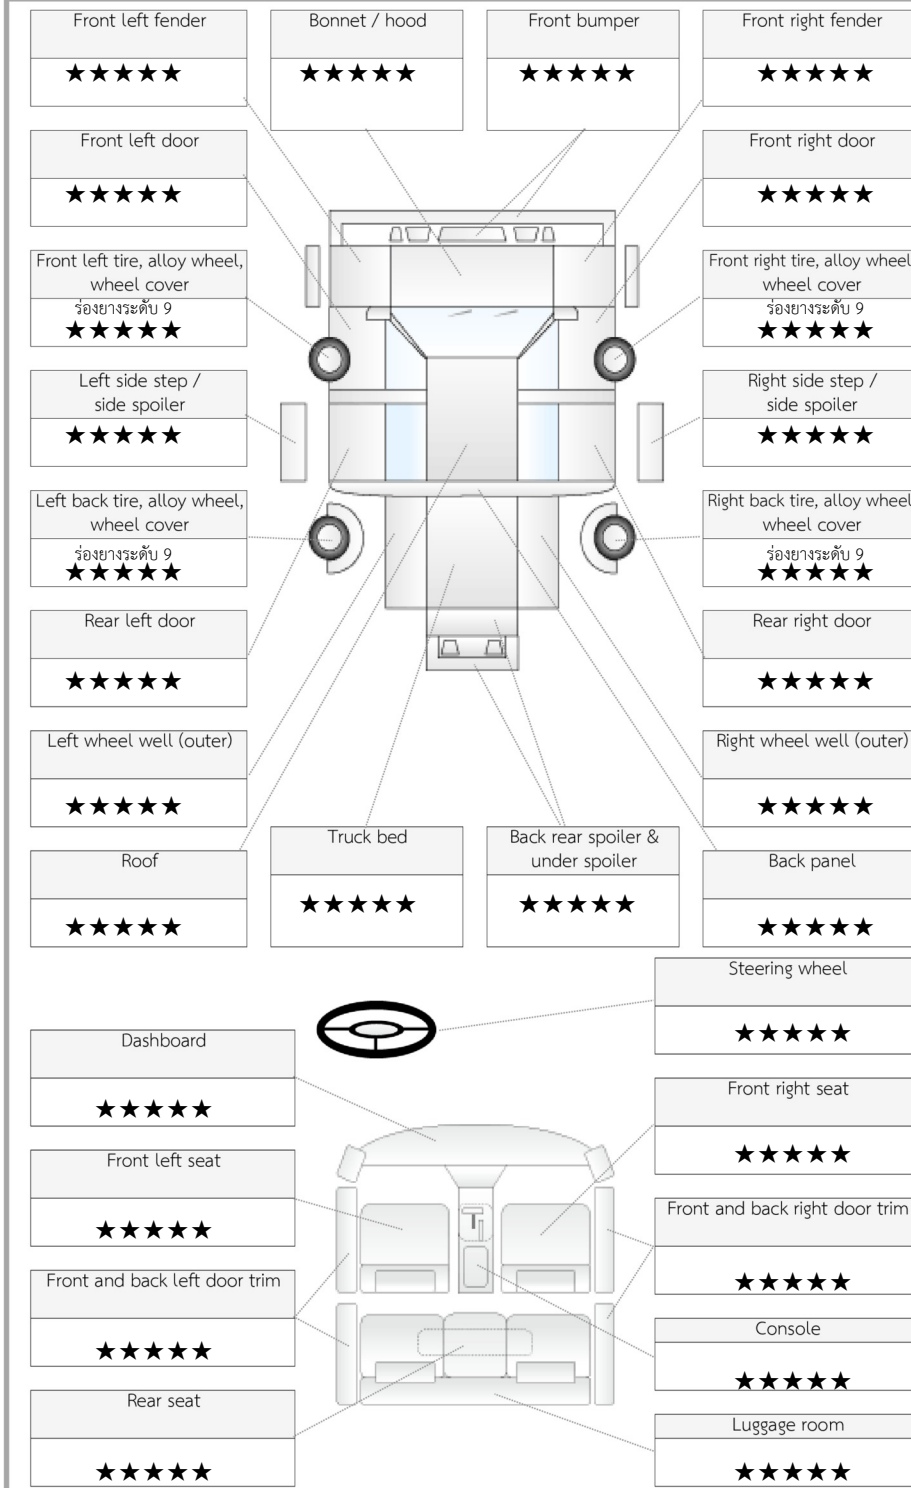 Front left fender
★★★★★
Bonnet / hood
★★★★★
Front bumper
★★★★★
Front right fender
★★★★★
Front left door
★★★★★
Front right door
★★★★★
Front left tire, alloy wheel,
wheel cover
ร่องยางระดับ 9
★★★★★
Front right tire, alloy wheel
wheel cover
ร่องยางระดับ 9
★★★★★
Left side step /
side spoiler
★★★★★
Right side step /
side spoiler
★★★★★
Left back tire, alloy wheel,
wheel cover
ร่องยางระดับ 9
★★★★★
Right back tire, alloy wheel
wheel cover
ร่องยางระดับ 9
★★★★★
Rear left door
★★★★★
Rear right door
★★★★★
Left wheel well (outer)
★★★★★
Right wheel well (outer)
★★★★★
Roof
★★★★★
Truck bed
★★★★★
Back rear spoiler &
under spoiler
★★★★★
Back panel
★★★★★
Steering wheel
★★★★★
Dashboard
★★★★★
Front right seat
★★★★★
Front left seat
★★★★★
Front and back right door trim
★★★★★
Front and back left door trim
★★★★★
Console
★★★★★
Rear seat
★★★★★
Luggage room
★★★★★